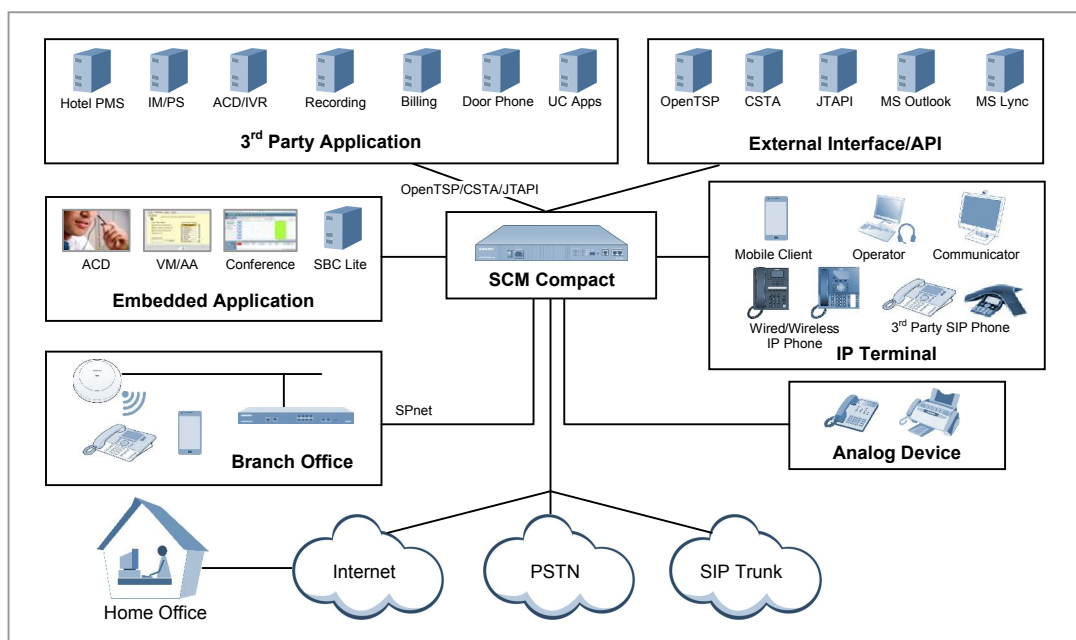 Hotel PMS
IM/PS
ACD/IVR
Recording
Billing
Door Phone
UC Apps
3rd Party Application
OpenTSP
CSTA
JTAPI
MS Outlook
MS Lync
External Interface/API
OpenTSP/CSTA/JTAPI
ACD
VM/AA
Conference
SBC Lite
Embedded Application
SCM Compact
Mobile Client
Operator
Communicator
Wired/Wireless
IP Phone
3rd Party SIP Phone
IP Terminal
SPnet
Branch Office
Analog Device
Home Office
Internet
PSTN
SIP Trunk